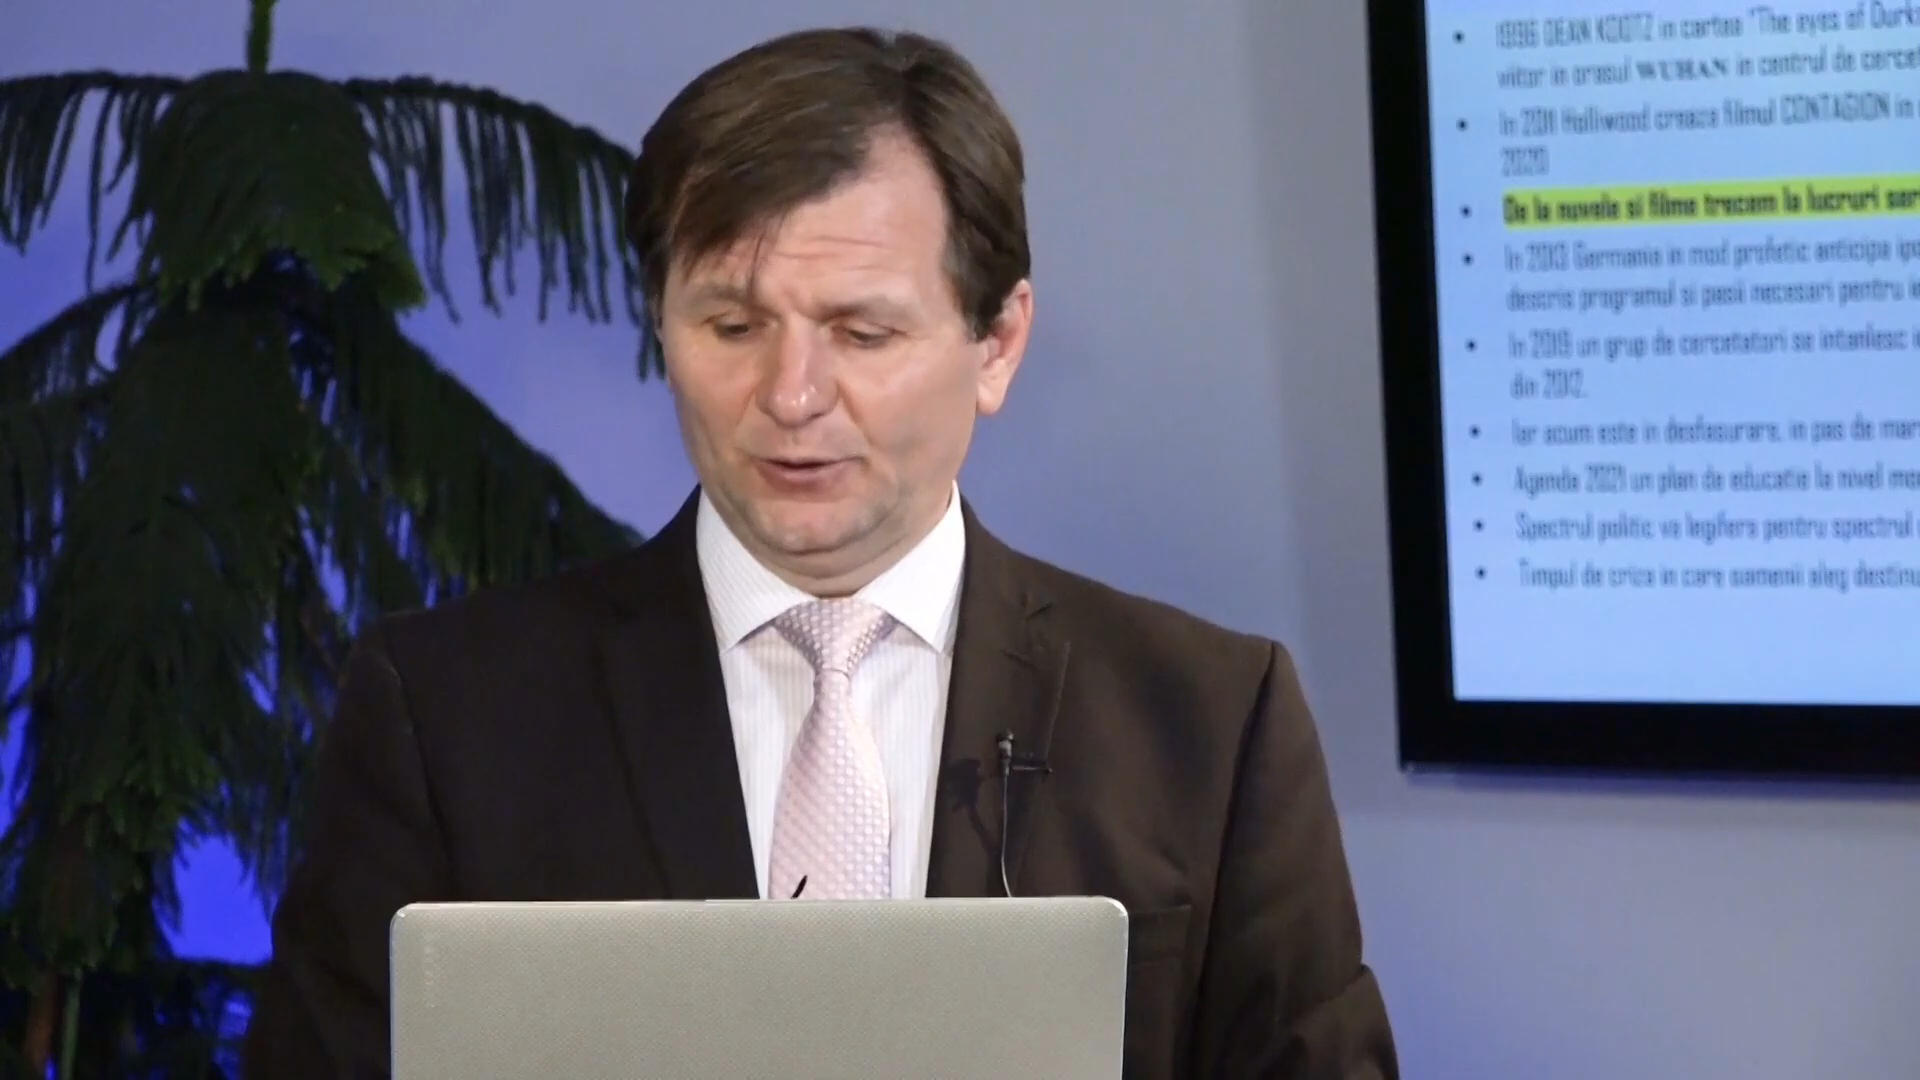 1996 DEAN KOOTZ in cartea "The eyes of Dark
viitor in orasul WUHAN in centrul de cercet
In 2011 Holliwood creaza filmul CONTAGION in
2020
De la nuvele si filme trecem la lucruri ser
In 2013 Germania in mod profetic anticipa
descris programul si pasii necesari pentru
In 2019 un grup de cercetatori se intanlesc
din 2012.
Iar acum este in desfasurare, in pas de mar
Agenda 2021 un plan de educatie la nivel
Spectrul politic va legifera pentru spectrul
Timpul de criza in care oamenii aleg destinu